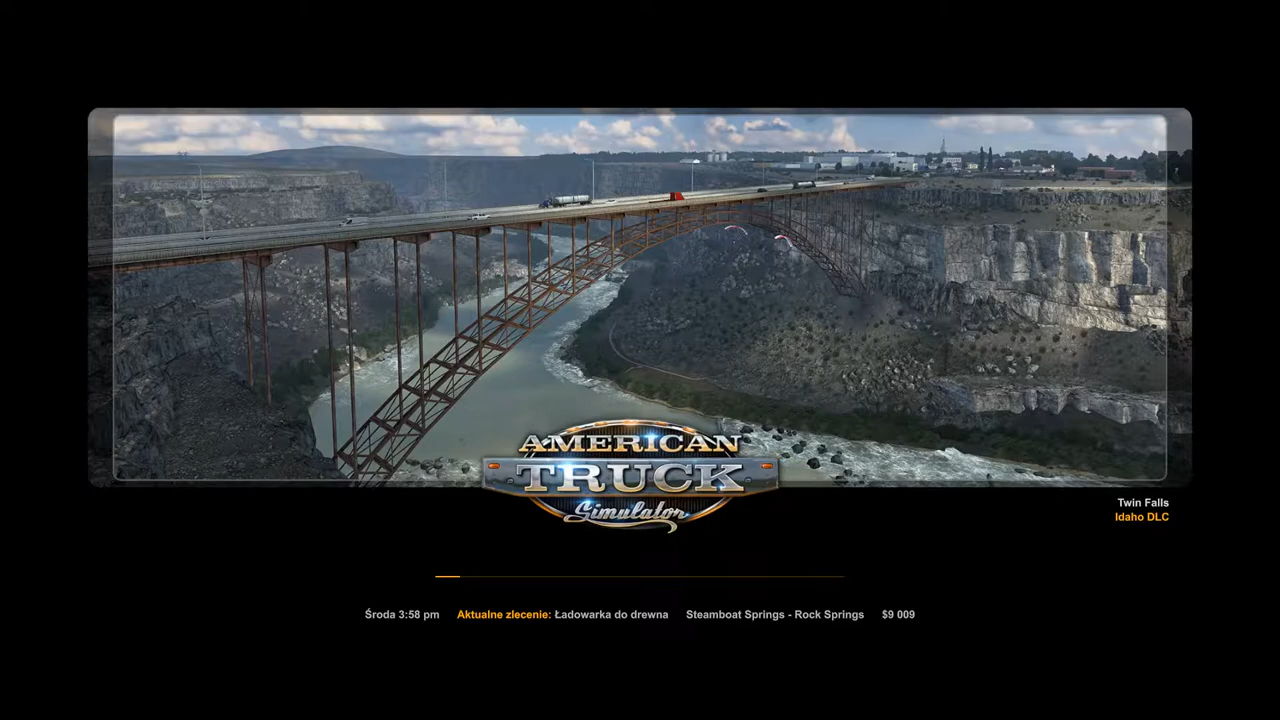 AMERICAN
TRUCK
Simulator
Twin Falls
Idaho DLC
Środa 3:58 pm Aktualne zlecenie: Ładowarka do drewna Steamboat Springs - Rock Springs $9 009